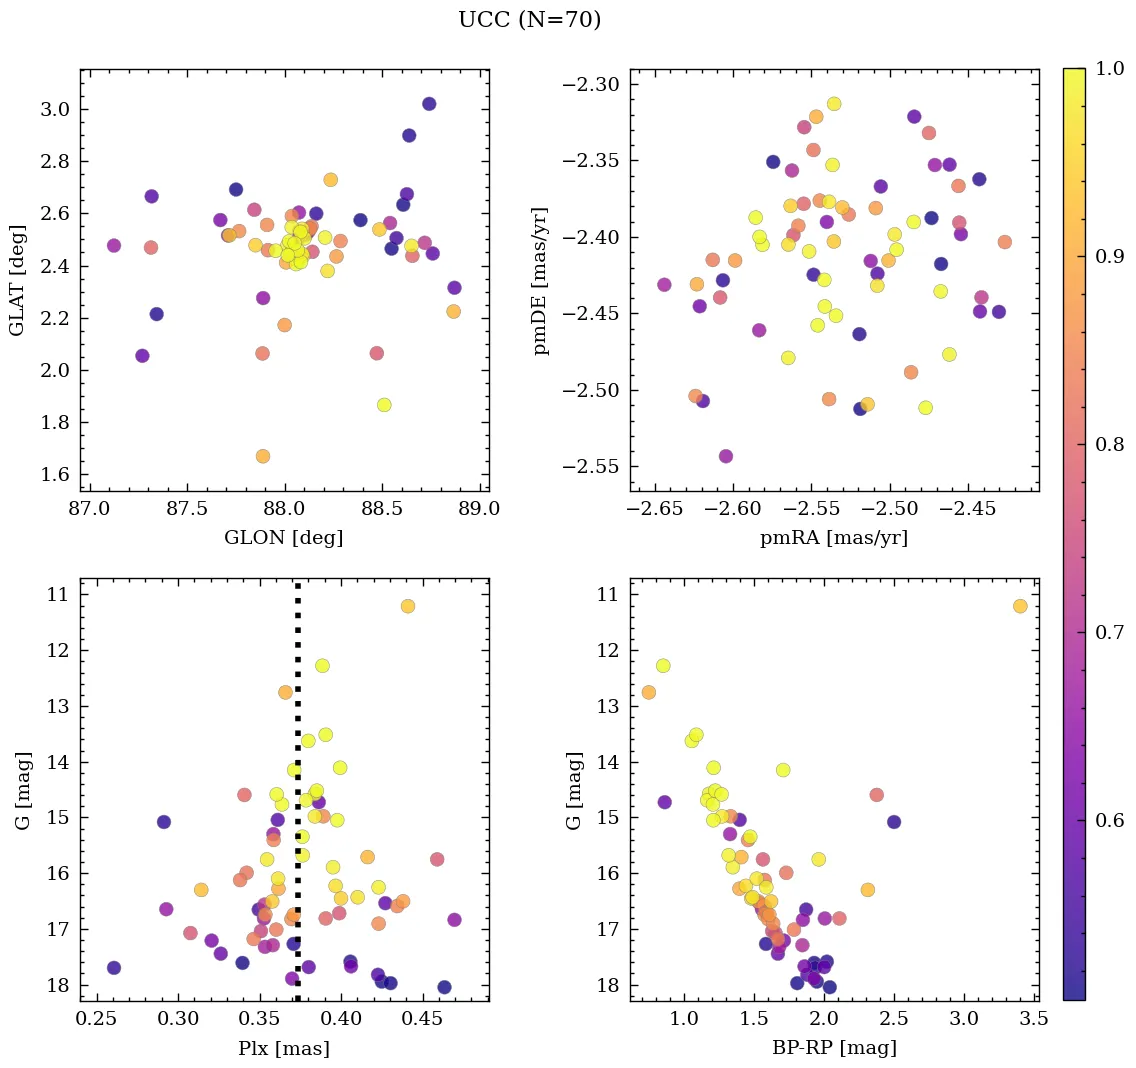 UCC (N=70)
3.0
2.8
2.6
2.4
2.2
2.0
1.8
1.6
GLAT [deg]
87.0 87.5 88.0 88.5 89.0
GLON [deg]
−2.30
−2.35
−2.40
−2.45
−2.50
−2.55
pmDE [mas/yr]
−2.65 −2.60 −2.55 −2.50 −2.45
pmRA [mas/yr]
11
12
13
14
15
16
17
18
G [mag]
0.25 0.30 0.35 0.40 0.45
Plx [mas]
11
12
13
14
15
16
17
18
G [mag]
1.0 1.5 2.0 2.5 3.0 3.5
BP-RP [mag]
1.0
0.9
0.8
0.7
0.6